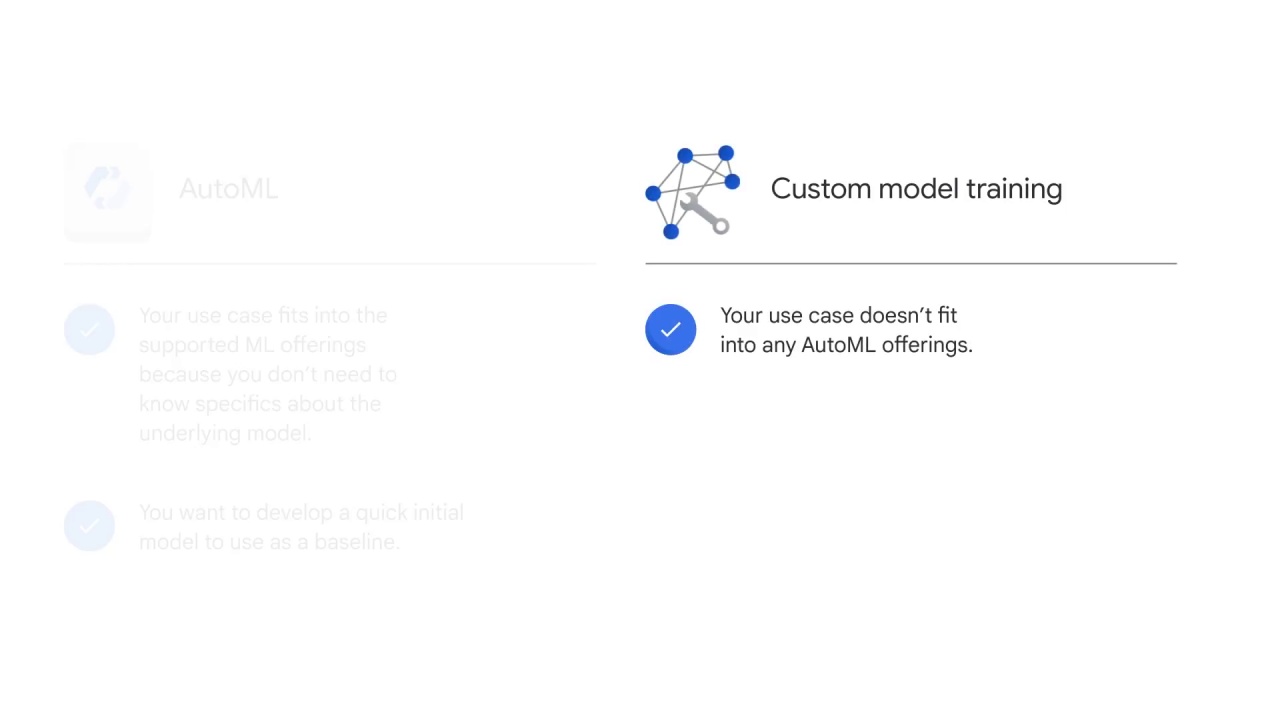 AutoML
Your use case fits into the
supported ML offerings
because you don’t need to
know specifics about the
underlying model.
You want to develop a quick initial
model to use as a baseline.
Custom model training
Your use case doesn’t fit
into any AutoML offerings.